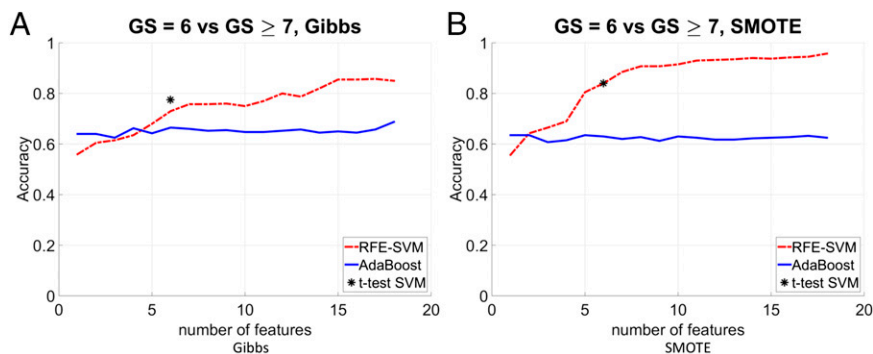 A
GS = 6 vs GS ≥ 7, Gibbs
1
0.8
0.6
0.4
0.2
0
Accuracy
RFE-SVM
AdaBoost
t-test SVM
0
5
10
15
20
number of features
Gibbs
B
GS = 6 vs GS ≥ 7, SMOTE
1
0.8
0.6
0.4
0.2
0
Accuracy
RFE-SVM
AdaBoost
t-test SVM
0
5
10
15
20
number of features
SMOTE